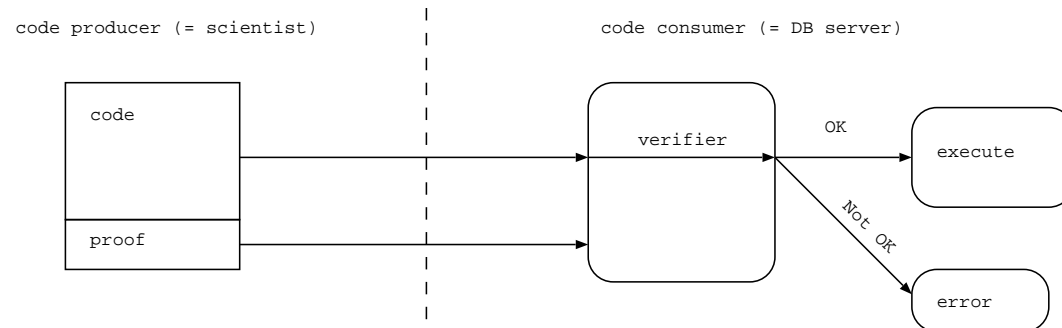 code producer (= scientist)
code consumer (= DB server)
code
verifier
OK
execute
Not OK
proof
error